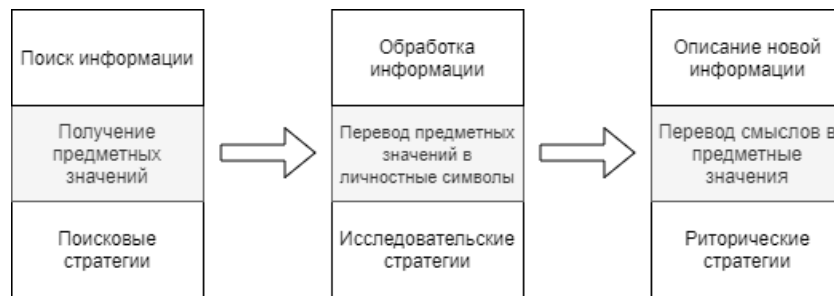 Поиск информации
Получение
предметных
значений
Поисковые
стратегии
Обработка
информации
Перевод предметных
значений в
личностные символы
Исследовательские
стратегии
Описание новой
информации
Перевод смыслов в
предметные
значения
Риторические
стратегии